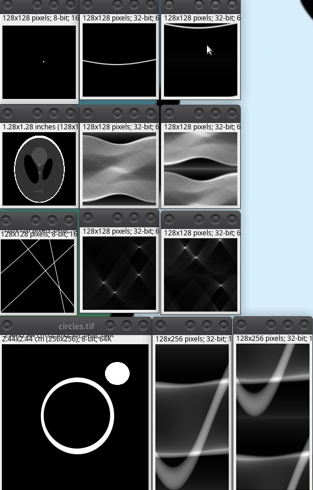 128x128 pixels; 8-bit; 16
128x128 pixels; 32-bit; 6
128x128 pixels; 32-bit; 6
1.28x1.28 inches (128x1
128x128 pixels; 32-bit; 6
128x128 pixels; 32-bit; 6
128x128 pixels; 8-bit; 16
128x128 pixels; 32-bit; 6
128x128 pixels; 32-bit; 6
circles.tif
2.44x2.44 cm (256x256); 8-bit; 64K
128x256 pixels; 32-bit; 1
128x256 pixels; 32-bit; 1